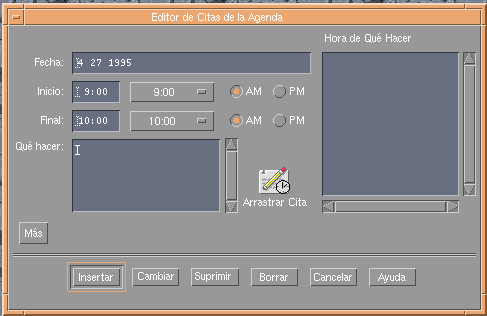 Editor de Citas de la Agenda
Hora de Qué Hacer
Fecha: 4 27 1995
Inicio: 9:00 9:00 AM PM
Final: 10:00 10:00 AM PM
Qué hacer:
Arrastrar Cita
Más
Insertar Cambiar Suprimir Borrar Cancelar Ayuda